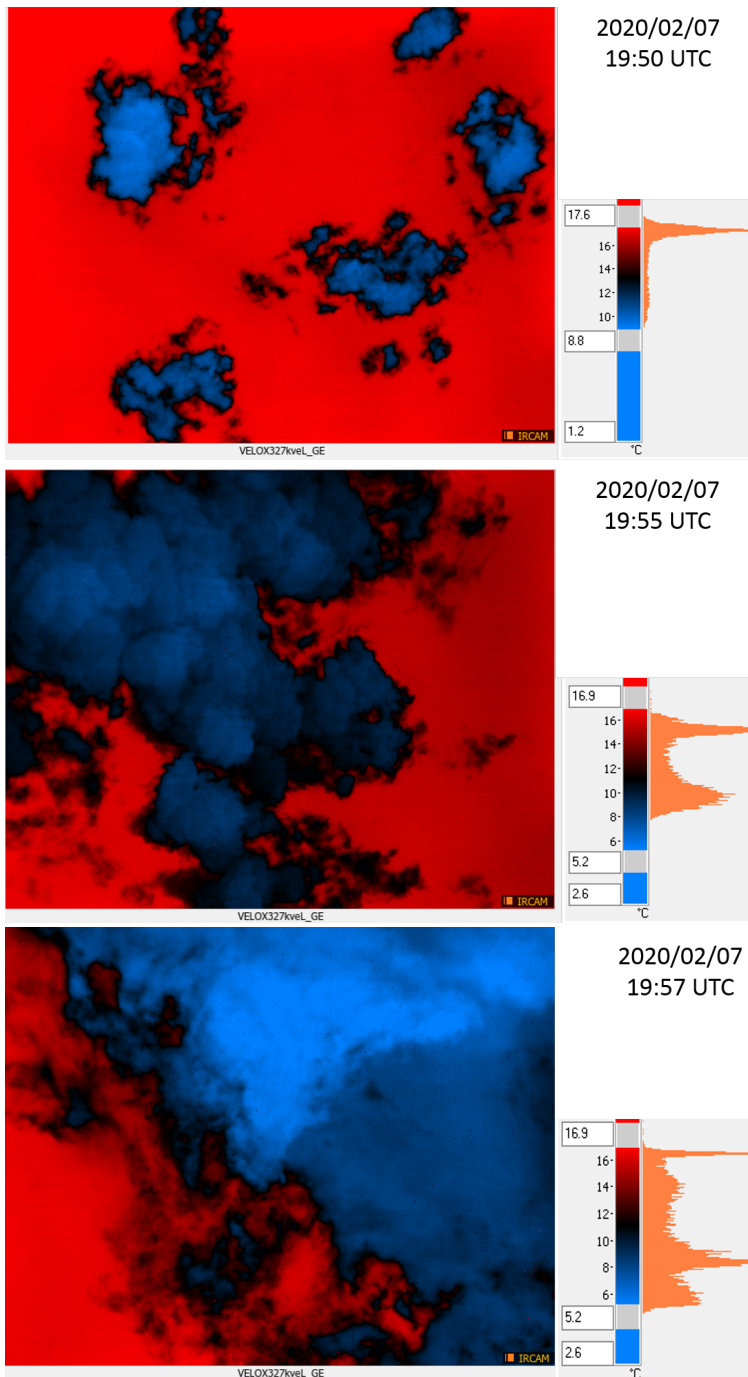 2020/02/07
19:50 UTC
17.6
16
14
12
10
8.8
1.2
°C
IRCAM
VELOX327kveL_GE
2020/02/07
19:55 UTC
16.9
16
14
12
10
8
6
5.2
2.6
°C
IRCAM
VELOX327kveL_GE
2020/02/07
19:57 UTC
16.9
16
14
12
10
8
6
5.2
2.6
°C
IRCAM
VELOX327kveL_GE